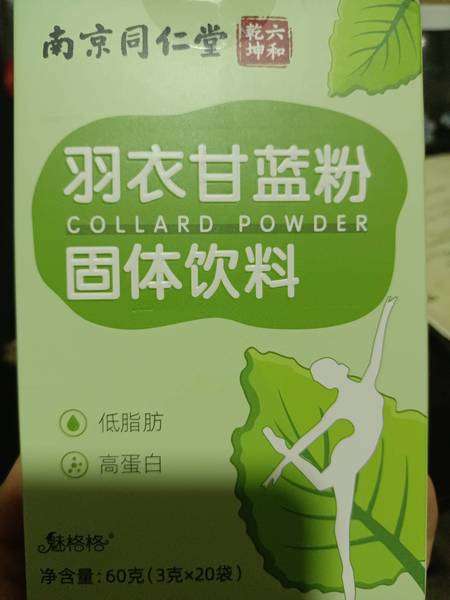 南京同仁堂 六和乾坤
羽衣甘蓝粉
COLLARD POWDER
固体饮料
低脂肪
高蛋白
魅格格®
净含量：60克（3克×20袋）